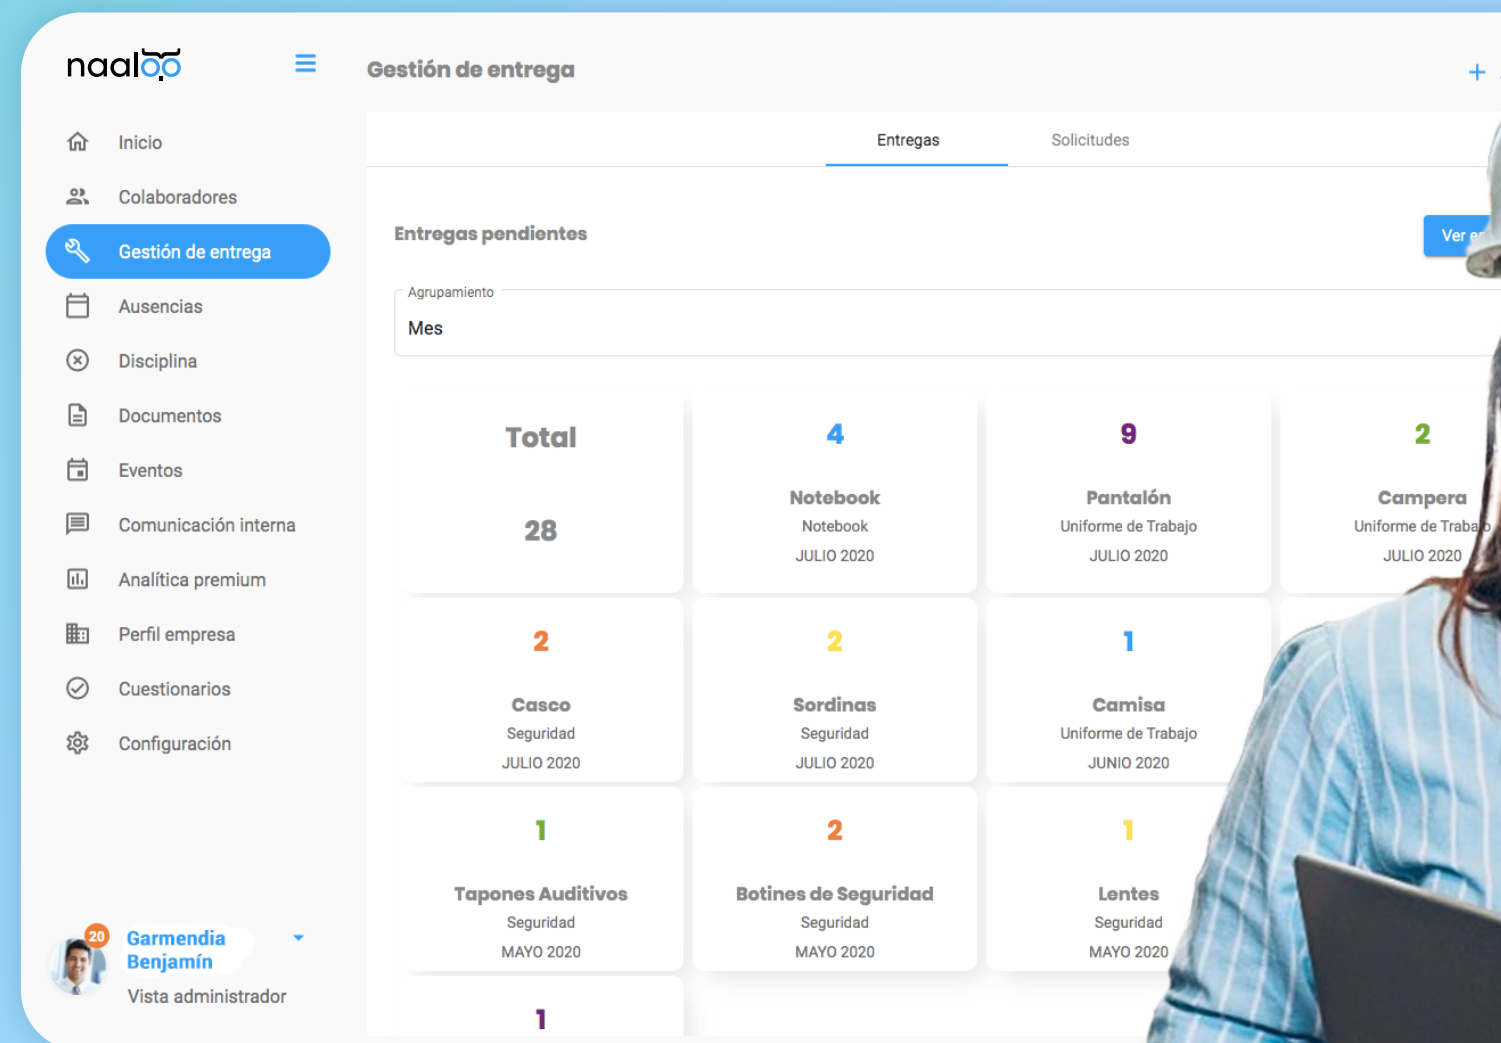 naaloo
Gestión de entrega
Inicio
Colaboradores
Gestión de entrega
Ausencias
Disciplina
Documentos
Eventos
Comunicación interna
Analítica premium
Perfil empresa
Cuestionarios
Configuración
20
Garmendia
Benjamín
Vista administrador
+
Entregas
Solicitudes
Entregas pendientes
Ver
Agrupamiento
Mes
Total
28
4
Notebook
Notebook
JULIO 2020
9
Pantalón
Uniforme de Trabajo
JULIO 2020
2
Campera
Uniforme de Trabajo
JULIO 2020
2
Casco
Seguridad
JULIO 2020
2
Sordinas
Seguridad
JULIO 2020
1
Camisa
Uniforme de Trabajo
JUNIO 2020
1
Tapones Auditivos
Seguridad
MAYO 2020
2
Botines de Seguridad
Seguridad
MAYO 2020
1
Lentes
Seguridad
MAYO 2020
1